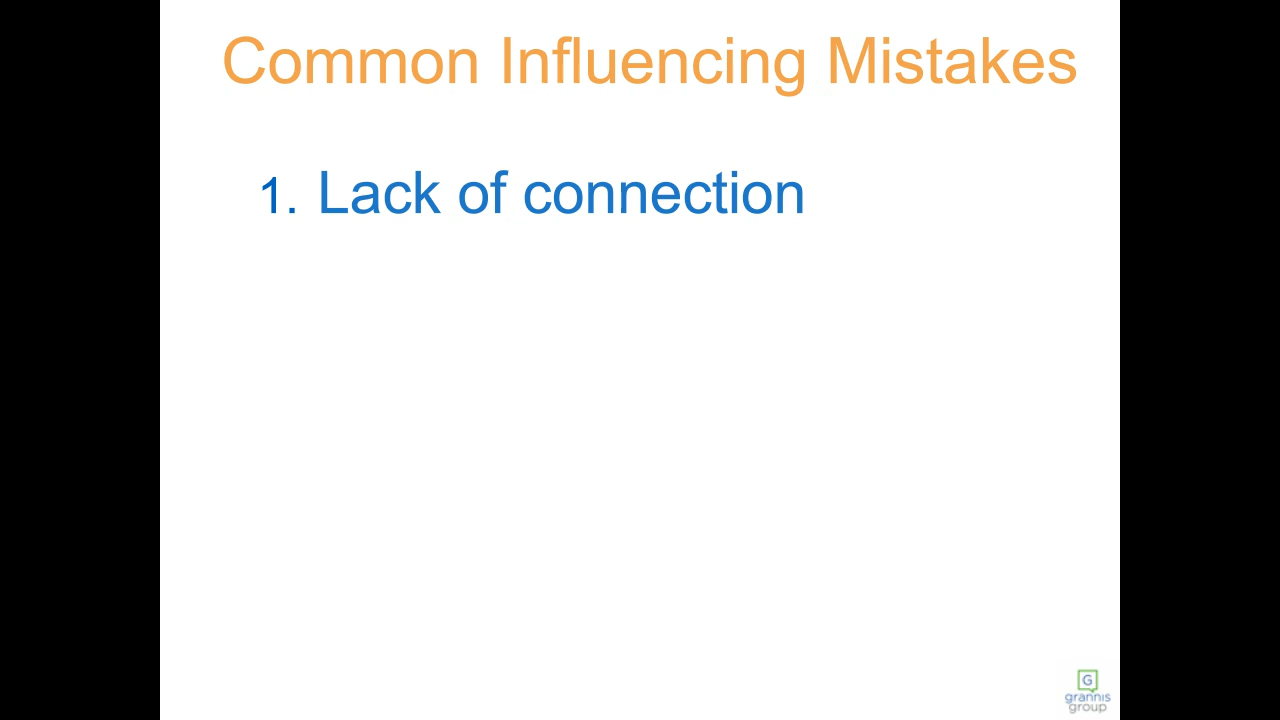 Common Influencing Mistakes
1. Lack of connection
G
grannis
group